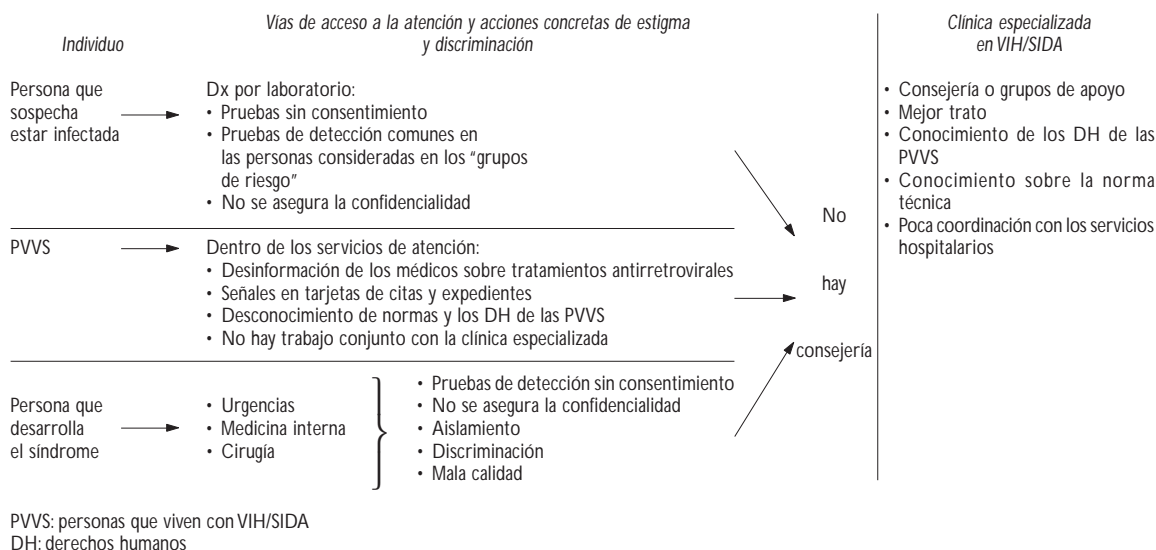 Individuo
Vías de acceso a la atención y acciones concretas de estigma
y discriminación
Clínica especializada
en VIH/SIDA
Persona que
sospecha
estar infectada
Dx por laboratorio:
• Pruebas sin consentimiento
• Pruebas de detección comunes en
las personas consideradas en los "grupos
de riesgo"
• No se asegura la confidencialidad
PVVS
Dentro de los servicios de atención:
• Desinformación de los médicos sobre tratamientos antirretrovirales
• Señales en tarjetas de citas y expedientes
• Desconocimiento de normas y los DH de las PVVS
• No hay trabajo conjunto con la clínica especializada
Persona que
desarrolla
el síndrome
• Urgencias
• Medicina interna
• Cirugía
• Pruebas de detección sin consentimiento
• No se asegura la confidencialidad
• Aislamiento
• Discriminación
• Mala calidad
No
hay
consejería
• Consejería o grupos de apoyo
• Mejor trato
• Conocimiento de los DH de las
PVVS
• Conocimiento sobre la norma
técnica
• Poca coordinación con los servicios
hospitalarios
PVVS: personas que viven con VIH/SIDA
DH: derechos humanos